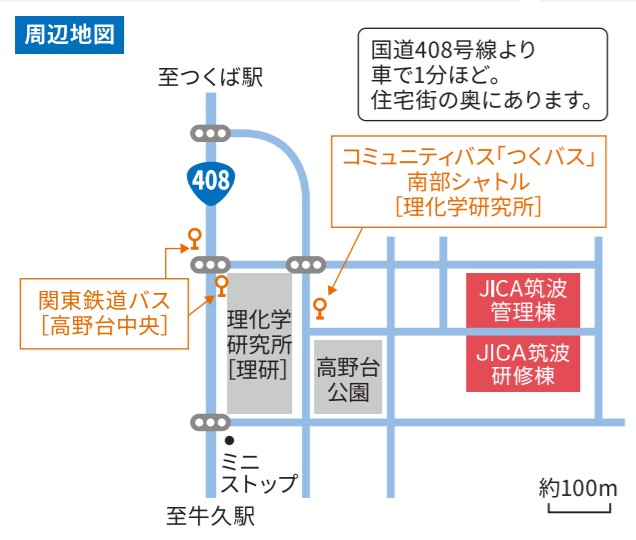 周辺地図
国道408号線より
車で1分ほど。
住宅街の奥にあります。
至つくば駅
408
コミュニティバス「つくバス」
南部シャトル
[理化学研究所]
関東鉄道バス
[高野台中央]
理化学
研究所
[理研]
高野台
公園
JICA筑波
管理棟
JICA筑波
研修棟
ミニ
ストップ
至牛久駅
約100m